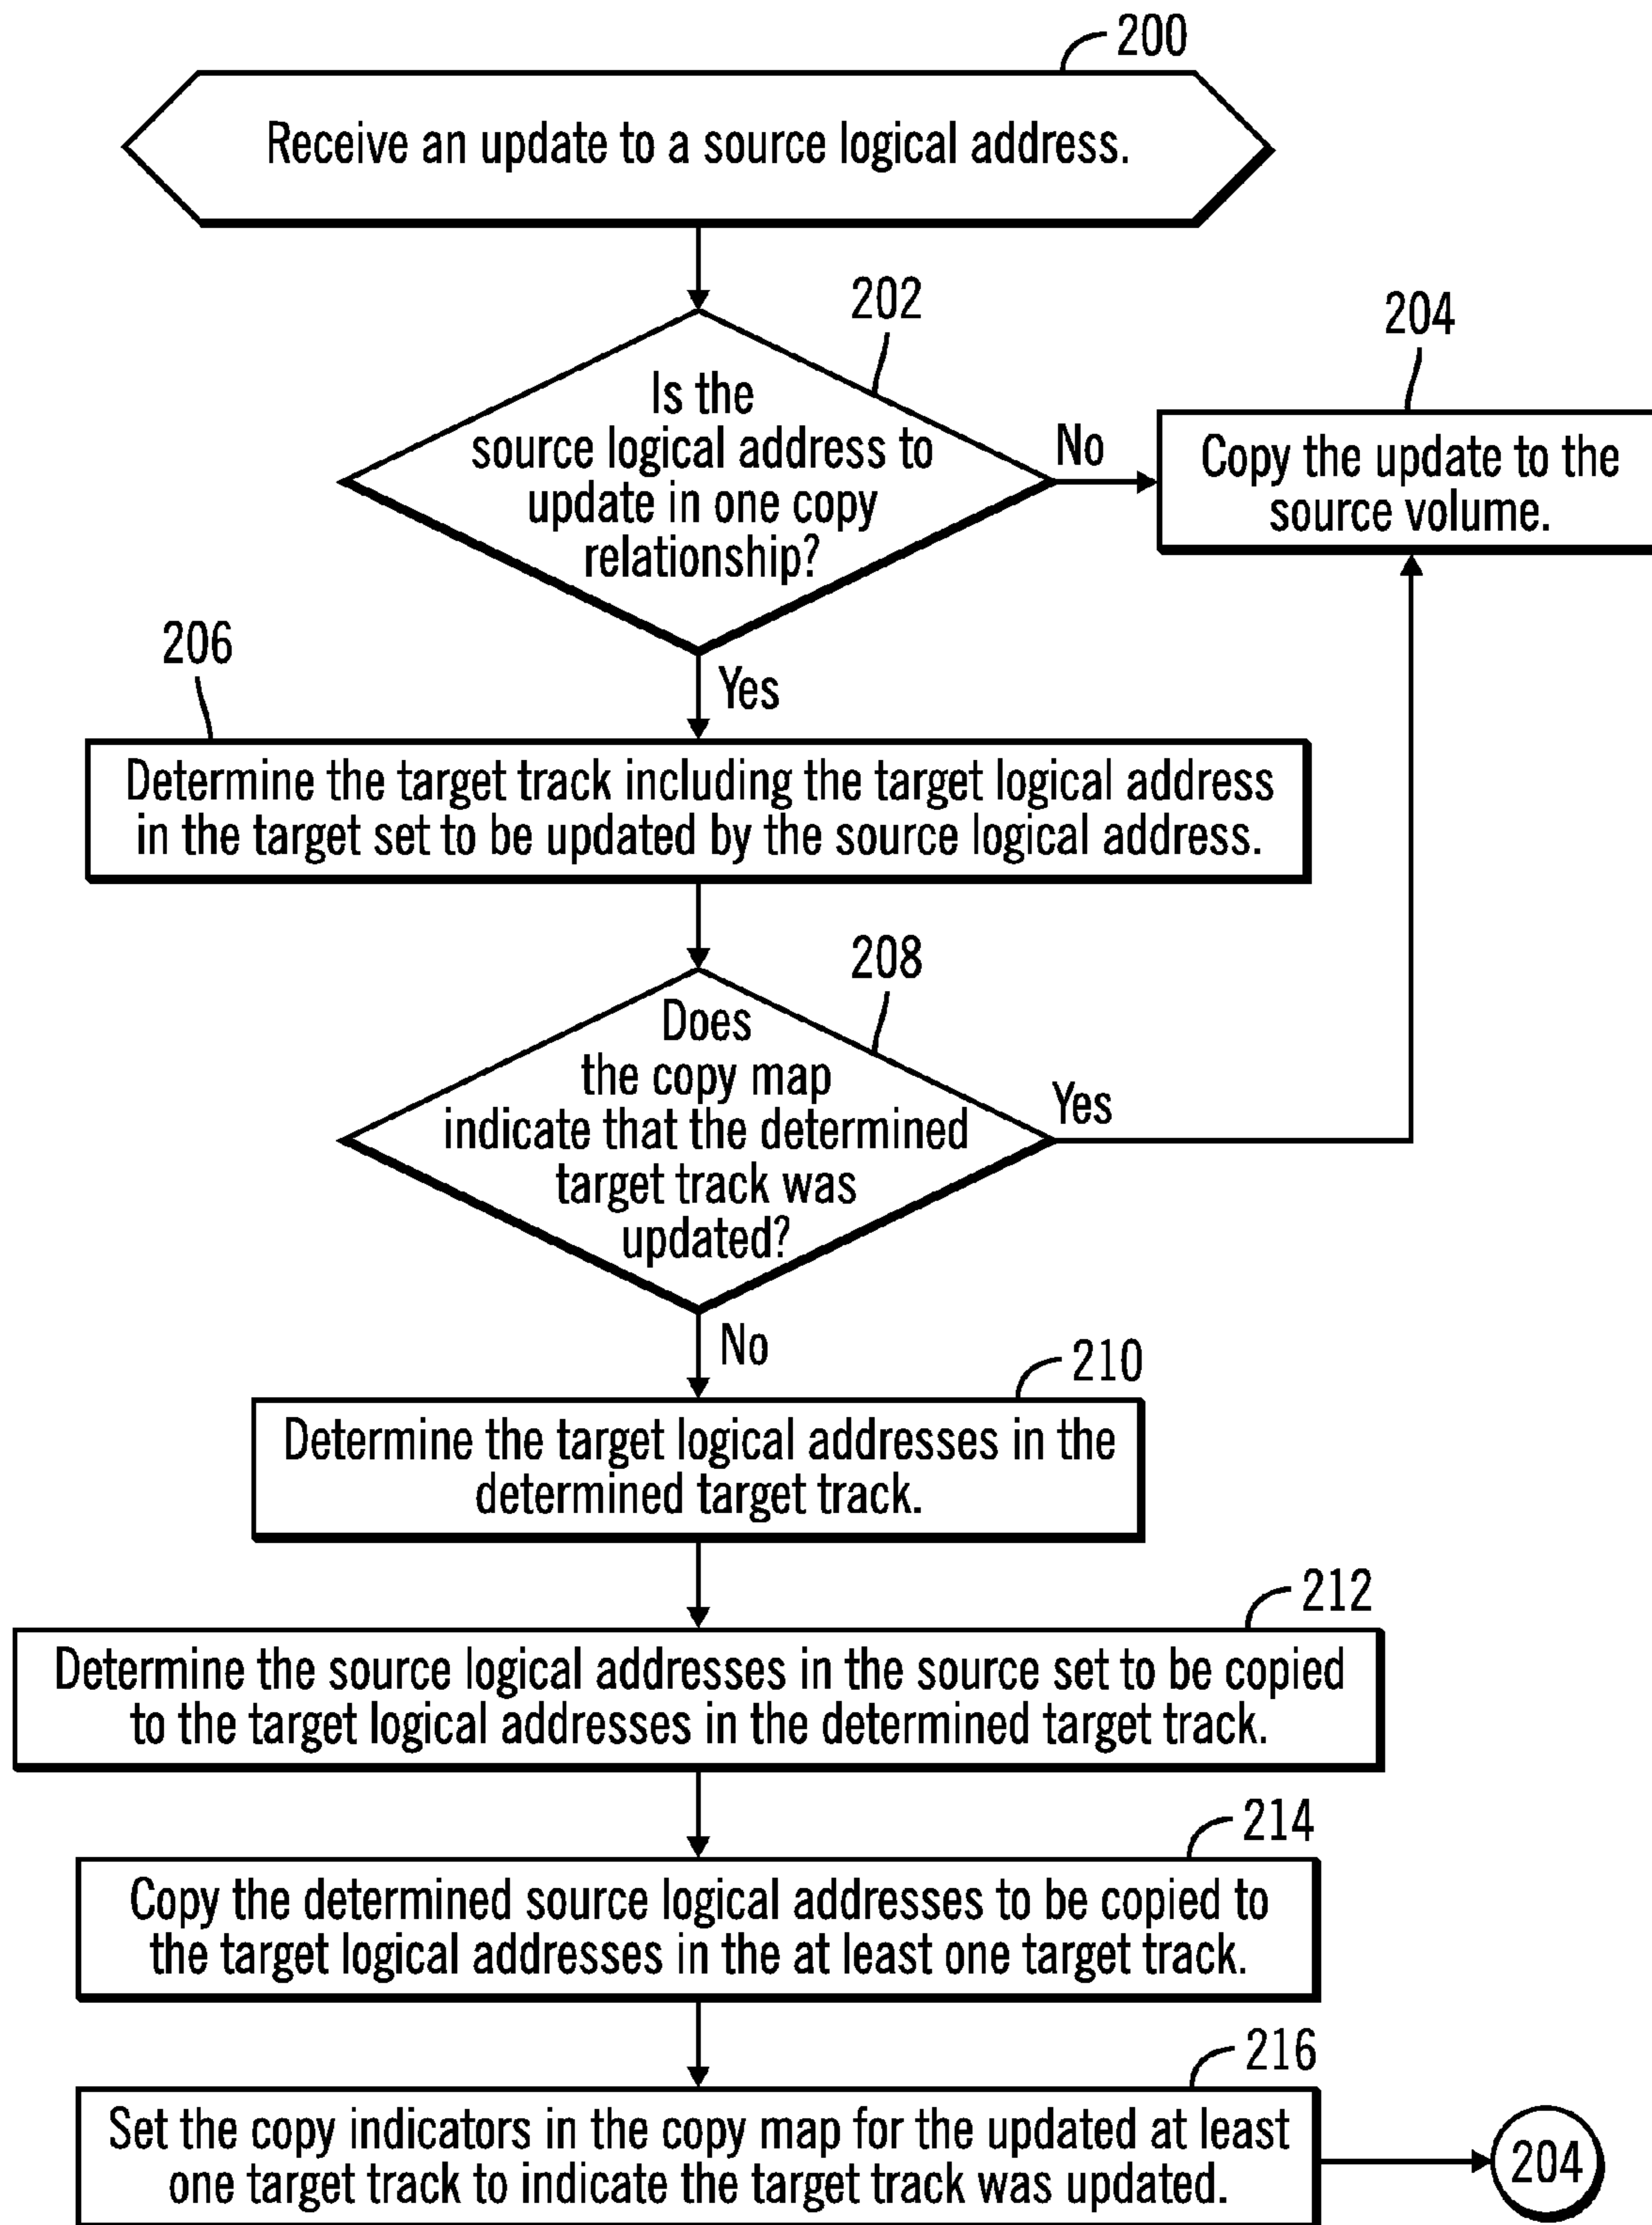 200
Receive an update to a source logical address.
202
204
Is the
source logical address to
update in one copy
relationship?
No
Copy the update to the
source volume.
206
Yes
Determine the target track including the target logical address
in the target set to be updated by the source logical address.
208
Does
the copy map
indicate that the determined
target track was
updated?
Yes
No
210
Determine the target logical addresses in the
determined target track.
212
Determine the source logical addresses in the source set to be copied
to the target logical addresses in the determined target track.
214
Copy the determined source logical addresses to be copied to
the target logical addresses in the at least one target track.
216
Set the copy indicators in the copy map for the updated at least
one target track to indicate the target track was updated.
204